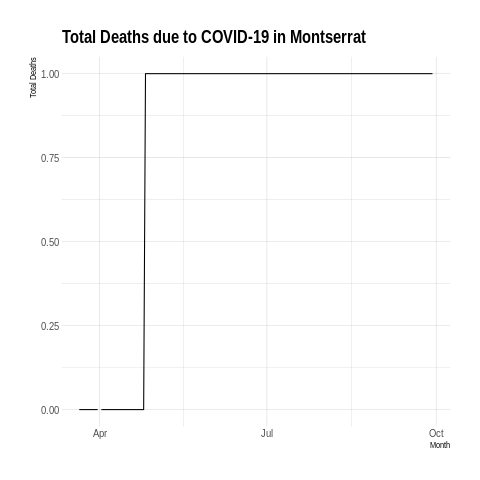 Total Deaths due to COVID-19 in Montserrat
Total Deaths
1.00
0.75
0.50
0.25
0.00
Apr
Jul
Oct
Month